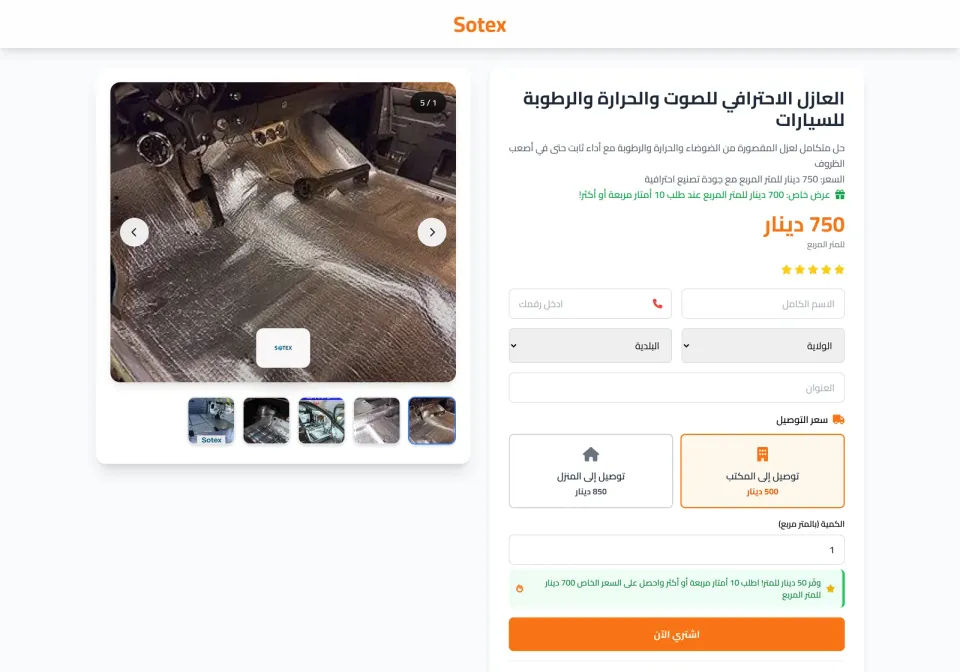 Sotex
العازل الاحترافي للصوت والحرارة والرطوبة
للسيارات
حل متكامل لعزل المقصورة من الضوضاء والحرارة والرطوبة مع أداء ثابت حتى في أصعب
الظروف
السعر: 750 دينار للمتر المربع مع جودة تصنيع احترافية
عرض خاص: 700 دينار للمتر المربع عند طلب 10 أمتار مربعة أو أكثر!
750 دينار
للمتر المربع
الاسم الكامل
ادخل رقمك
الولاية
البلدية
العنوان
سعر التوصيل
توصيل إلى المكتب
500 دينار
توصيل إلى المنزل
850 دينار
الكمية (بالمتر مربع)
1
وفّر 50 دينار للمتر! اطلب 10 أمتار مربعة أو أكثر واحصل على السعر الخاص 700 دينار
للمتر المربع
اشتري الآن
5 / 1
SOTEX
Sotex